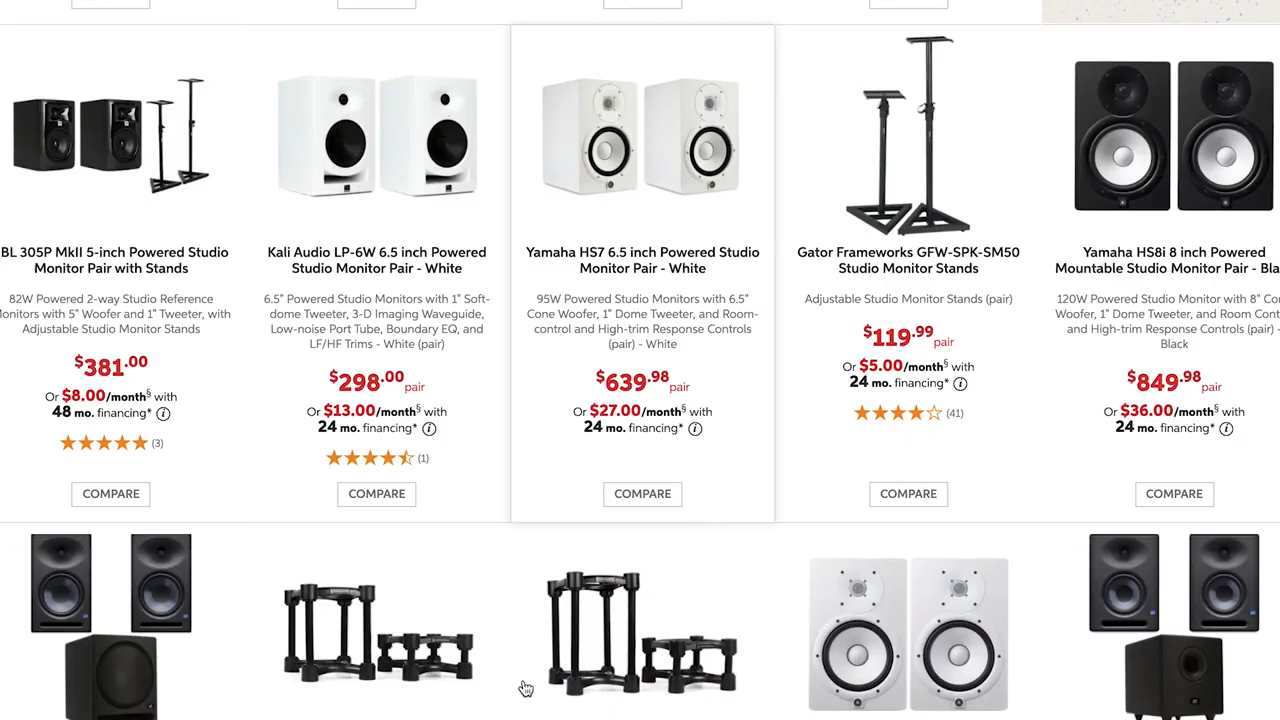 BL 305P MkII 5-inch Powered Studio
Monitor Pair with Stands
82W Powered 2-way Studio Reference
Monitors with 5" Woofer and 1" Tweeter, with
Adjustable Studio Monitor Stands
$381.00
Or $8.00/month§ with
48 mo. financing* i
(3)
COMPARE
Kali Audio LP-6W 6.5 inch Powered
Studio Monitor Pair - White
6.5" Powered Studio Monitors with 1" Soft-
dome Tweeter, 3-D Imaging Waveguide,
Low-noise Port Tube, Boundary EQ, and
LF/HF Trims - White (pair)
$298.00 pair
Or $13.00/month§ with
24 mo. financing* i
(1)
COMPARE
Yamaha HS7 6.5 inch Powered Studio
Monitor Pair - White
95W Powered Studio Monitors with 6.5"
Cone Woofer, 1" Dome Tweeter, and Room-
control and High-trim Response Controls
(pair) - White
$639.98 pair
Or $27.00/month§ with
24 mo. financing* i
COMPARE
Gator Frameworks GFW-SPK-SM50
Studio Monitor Stands
Adjustable Studio Monitor Stands (pair)
$119.99 pair
Or $5.00/month§ with
24 mo. financing* i
(41)
COMPARE
Yamaha HS8i 8 inch Powered
Mountable Studio Monitor Pair - Bla
120W Powered Studio Monitor with 8" Co
Woofer, 1" Dome Tweeter, and Room Cont
and High-trim Response Controls (pair) -
Black
$849.98 pair
Or $36.00/month§ with
24 mo. financing* i
COMPARE